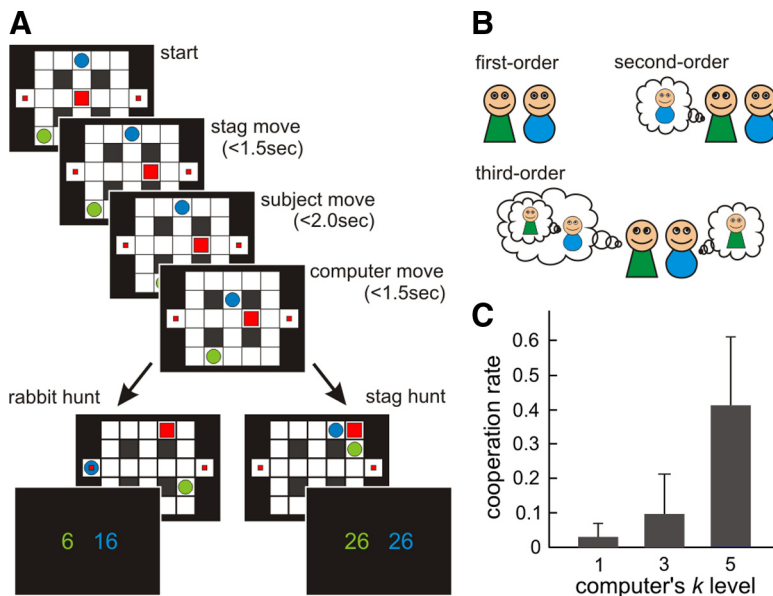 A
start
stag move
(<1.5sec)
subject move
(<2.0sec)
computer move
(<1.5sec)
rabbit hunt
stag hunt
6 16
26 26
B
first-order
second-order
third-order
C
cooperation rate
0.6
0.5
0.4
0.3
0.2
0.1
0
1 3 5
computer's k level